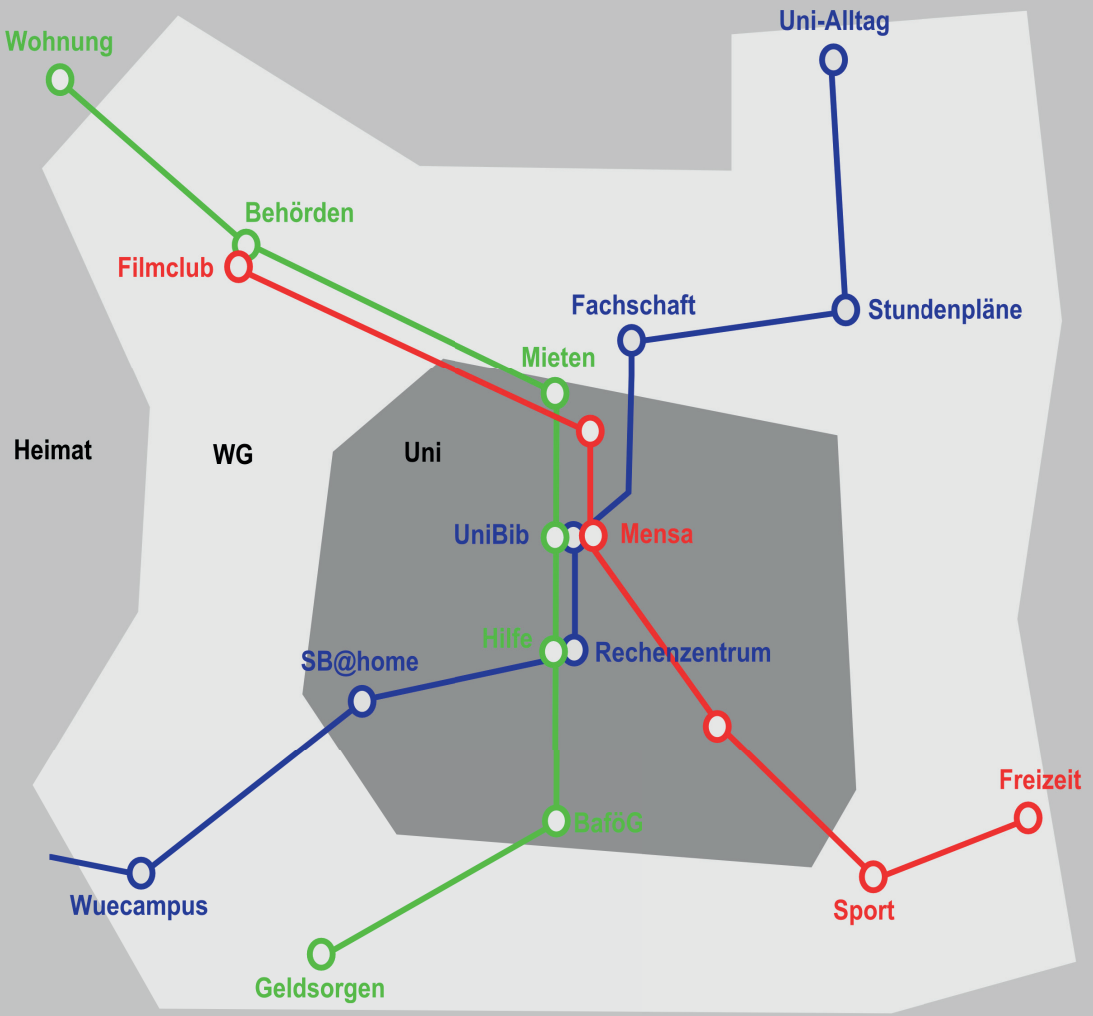 Uni-Alltag
Wohnung
Behörden
Filmclub
Fachschaft
Stundenpläne
Mieten
Heimat
WG
Uni
UniBib
Mensa
Hilfe
Rechenzentrum
SB@home
Freizeit
BaföG
Wuecampus
Sport
Geldsorgen